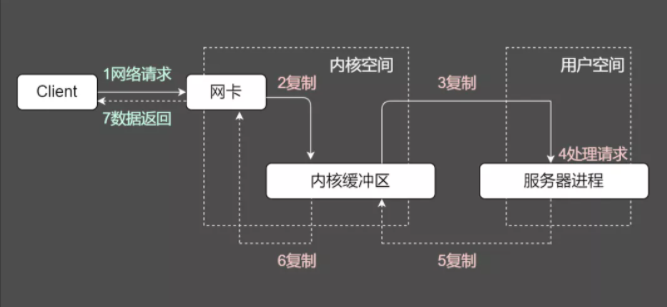 内核空间
用户空间
1网络请求
2复制
3复制
Client
网卡
7数据返回
4处理请求
内核缓冲区
服务器进程
6复制
5复制